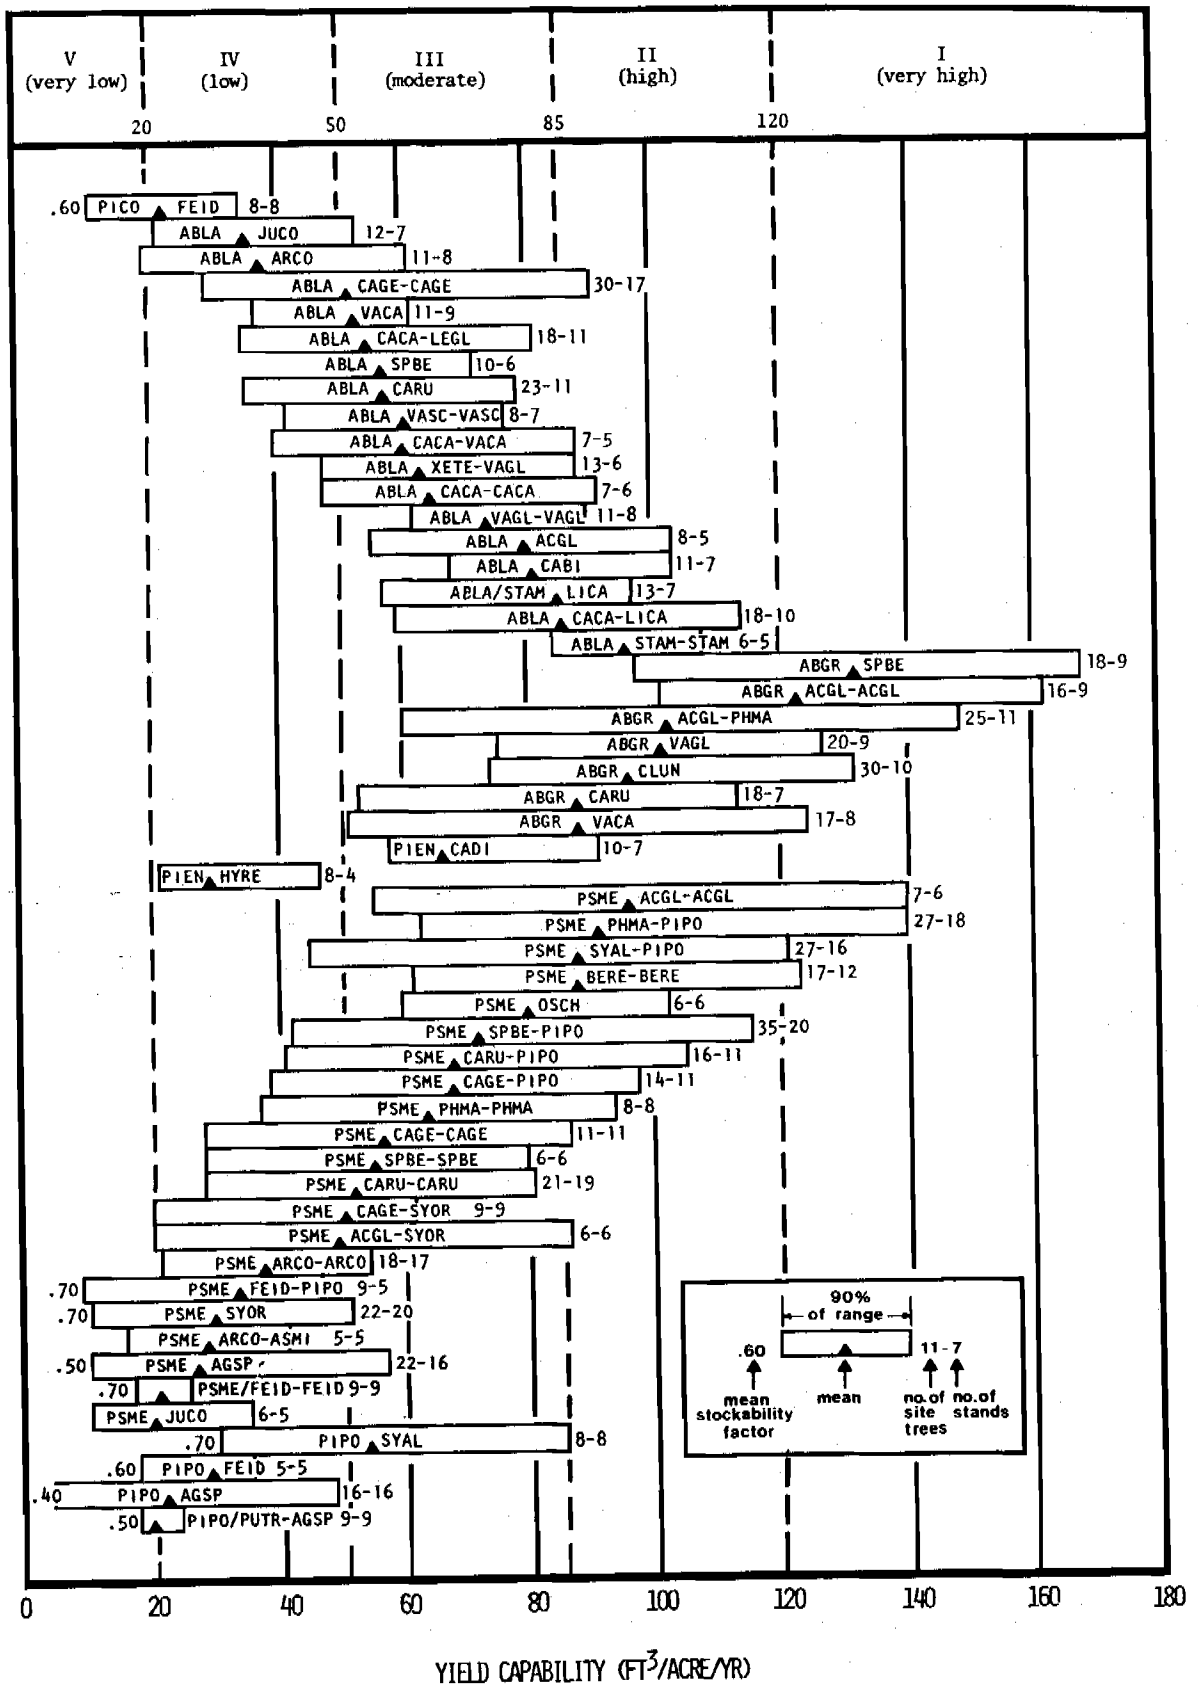 V IV III II I
(very low) (low) (moderate) (high) (very high)
20 50 85 120
.60 PICO FEID 8-8
ABLA JUCO 12-7
ABLA ARCO 11-8
ABLA CAGE-CAGE 30-17
ABLA VACA 11-9
ABLA CACA-LEGL 18-11
ABLA SPBE 10-6
ABLA CARU 23-11
ABLA VASC-VASC 8-7
ABLA CACA-VACA 7-5
ABLA XETE-VAGL 13-6
ABLA CACA-CACA 7-6
ABLA VAGL-VAGL 11-8
ABLA ACGL 8-5
ABLA CABI 11-7
ABLA/STAM LICA 13-7
ABLA CACA-LICA 18-10
ABLA STAM-STAM 6-5
ABGR SPBE 18-9
ABGR ACGL-ACGL 16-9
ABGR ACGL-PHMA 25-11
ABGR VAGL 20-9
ABGR CLUN 30-10
ABGR CARU 18-7
ABGR VACA 17-8
PIEN CADI 10-7
PIEN HYRE 8-4
PSME ACGL-ACGL 7-6
PSME PHMA-PIPO 27-18
PSME SYAL-PIPO 27-16
PSME BERE-BERE 17-12
PSME OSCH 6-6
PSME SPBE-PIPO 35-20
PSME CARU-PIPO 16-11
PSME CAGE-PIPO 14-11
PSME PHMA-PHMA 8-8
PSME CAGE-CAGE 11-11
PSME SPBE-SPBE 6-6
PSME CARU-CARU 21-19
PSME CAGE-SYOR 9-9
PSME ACGL-SYOR 6-6
PSME ARCO-ARCO 18-17
.70 PSME FEID-PIPO 9-5
.70 PSME SYOR 22-20
PSME ARCO-ASMI 5-5
.50 PSME AGSP 22-16
.70 PSME/FEID-FEID 9-9
PSME JUCO 6-5
.70 PIPO SYAL 8-8
.60 PIPO FEID 5-5
.40 PIPO AGSP 16-16
.50 PIPO/PUTR-AGSP 9-9
90%
of range
.60 11-7
mean stockability factor
mean
no. of site trees
no. of stands
0 20 40 60 80 100 120 140 160 180
YIELD CAPABILITY (FT³/ACRE/YR)